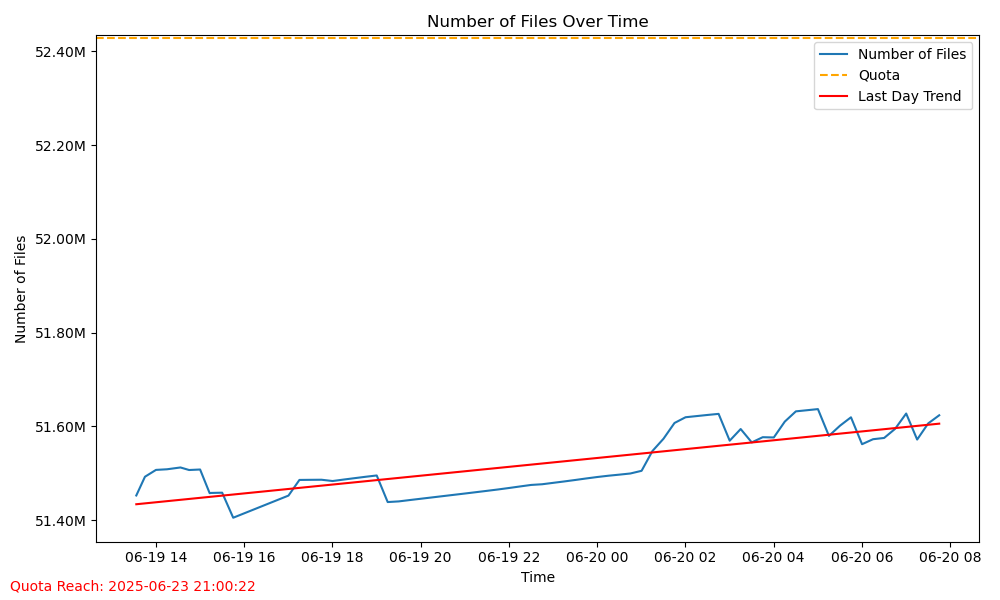 Number of Files Over Time
52.40M
52.20M
52.00M
51.80M
51.60M
51.40M
Number of Files
Number of Files
Quota
Last Day Trend
06-19 14
06-19 16
06-19 18
06-19 20
06-19 22
06-20 00
06-20 02
06-20 04
06-20 06
06-20 08
Time
Quota Reach: 2025-06-23 21:00:22